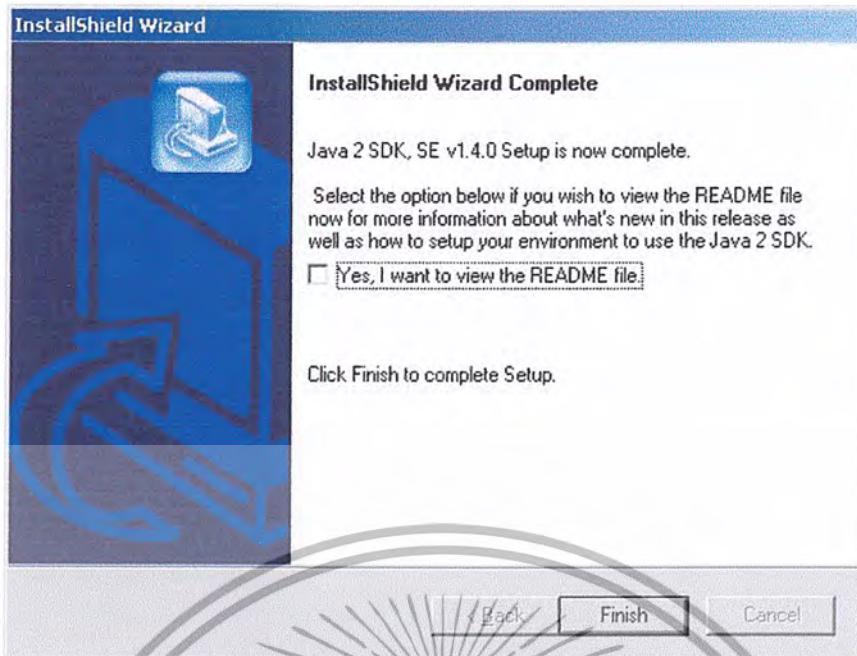 InstallShield Wizard
InstallShield Wizard Complete
Java 2 SDK, SE v1.4.0 Setup is now complete.
Select the option below if you wish to view the README file
now for more information about what's new in this release as
well as how to setup your environment to use the Java 2 SDK.
Yes, I want to view the README file.
Click Finish to complete Setup.
< Back
Finish
Cancel